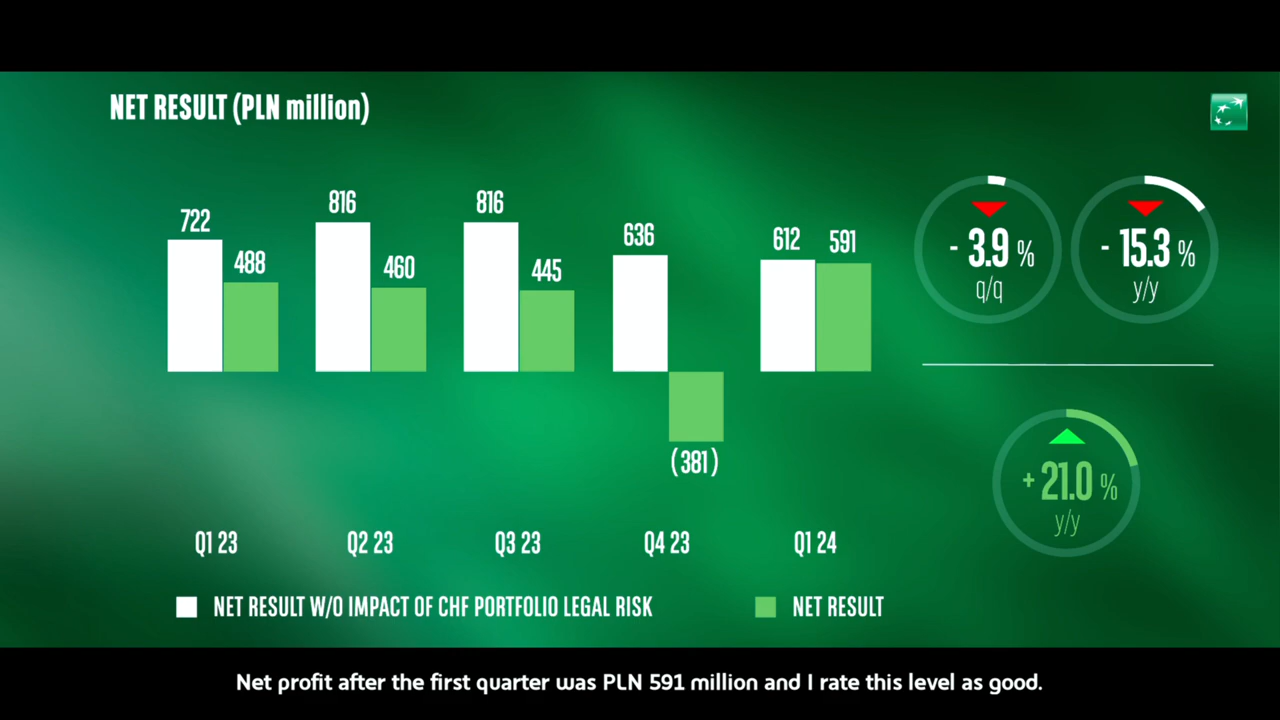 NET RESULT (PLN million)
722
488
816
460
816
445
636
(381)
612
591
- 3.9 %
q/q
- 15.3 %
y/y
+ 21.0 %
y/y
Q1 23
Q2 23
Q3 23
Q4 23
Q1 24
NET RESULT W/O IMPACT OF CHF PORTFOLIO LEGAL RISK
NET RESULT
Net profit after the first quarter was PLN 591 million and I rate this level as good.